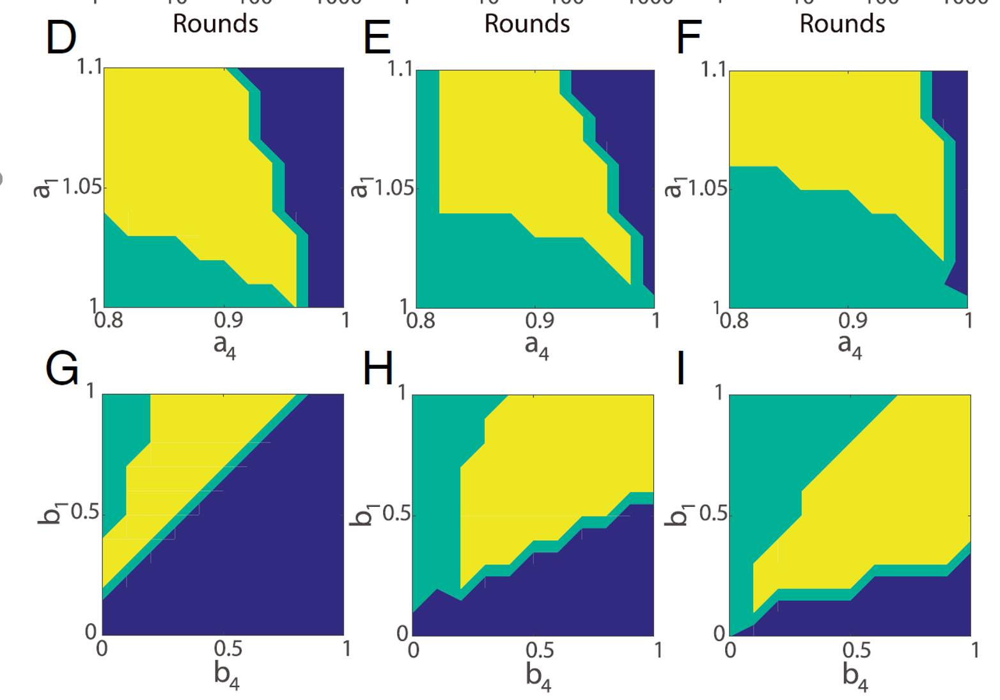 Rounds Rounds Rounds
D E F
1.1 1.1 1.1
a1 1.05 a1 1.05 a1 1.05
1 1 1
0.8 0.9 1 0.8 0.9 1 0.8 0.9 1
a4 a4 a4
G H I
1 1 1
b1 0.5 b1 0.5 b1 0.5
0 0 0
0 0.5 1 0 0.5 1 0 0.5 1
b4 b4 b4